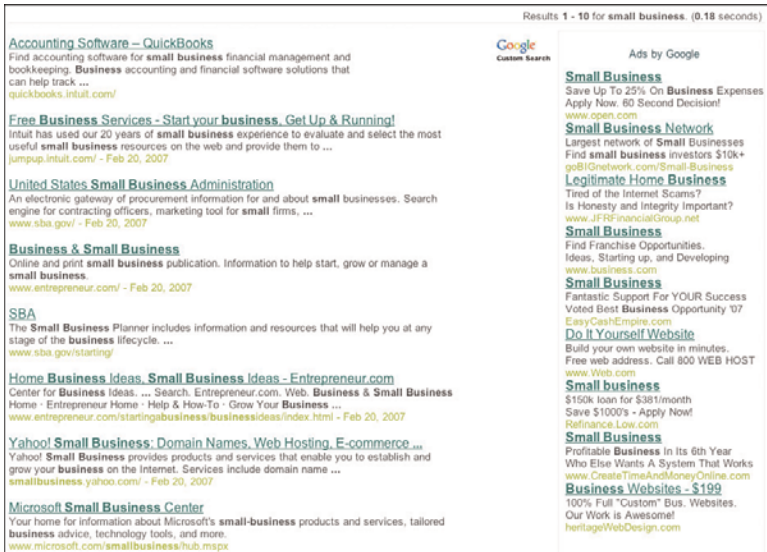 Results 1 - 10 for small business. (0.18 seconds)
Accounting Software – QuickBooks
Find accounting software for small business financial management and
bookkeeping. Business accounting and financial software solutions that
can help track ...
quickbooks.intuit.com/
Free Business Services - Start your business, Get Up & Running!
Intuit has used our 20 years of small business experience to evaluate and select the most
useful small business resources on the web and provide them to ...
jumpup.intuit.com/ - Feb 20, 2007
United States Small Business Administration
An electronic gateway of procurement information for and about small businesses. Search
engine for contracting officers, marketing tool for small firms, ...
www.sba.gov/ - Feb 20, 2007
Business & Small Business
Online and print small business publication. Information to help start, grow or manage a
small business.
www.entrepreneur.com/ - Feb 20, 2007
SBA
The Small Business Planner includes information and resources that will help you at any
stage of the business lifecycle. ...
www.sba.gov/starting/
Home Business Ideas, Small Business Ideas - Entrepreneur.com
Center for Business Ideas. ... Search. Entrepreneur.com. Web. Business & Small Business
Home · Entrepreneur Home · Help & How-To · Grow Your Business ...
www.entrepreneur.com/startingabusiness/businessideas/index.html - Feb 20, 2007
Yahoo! Small Business: Domain Names, Web Hosting, E-commerce ...
Yahoo! Small Business provides products and services that enable you to establish and
grow your business on the Internet. Services include domain name ...
smallbusiness.yahoo.com/ - Feb 20, 2007
Microsoft Small Business Center
Your home for information about Microsoft's small-business products and services, tailored
business advice, technology tools, and more.
www.microsoft.com/smallbusiness/hub.mspx
Google
Custom Search
Ads by Google
Small Business
Save Up To 25% On Business Expenses
Apply Now. 60 Second Decision!
www.open.com
Small Business Network
Largest network of Small Businesses
Find small business investors $10k+
goBIGnetwork.com/Small-Business
Legitimate Home Business
Tired of the Internet Scams?
Is Honesty and Integrity Important?
www.JFRFinancialGroup.net
Small Business
Find Franchise Opportunities.
Ideas, Starting up, and Developing
www.business.com
Small Business
Fantastic Support For YOUR Success
Voted Best Business Opportunity '07
EasyCashEmpire.com
Do It Yourself Website
Build your own website in minutes.
Free web address. Call 800 WEB HOST
www.Web.com
Small business
$150k loan for $381/month
Save $1000's - Apply Now!
Refinance.Low.com
Small Business
Profitable Business In Its 6th Year
Who Else Wants A System That Works
www.CreateTimeAndMoneyOnline.com
Business Websites - $199
100% Full "Custom" Bus. Websites.
Our Work is Awesome!
heritageWebDesign.com